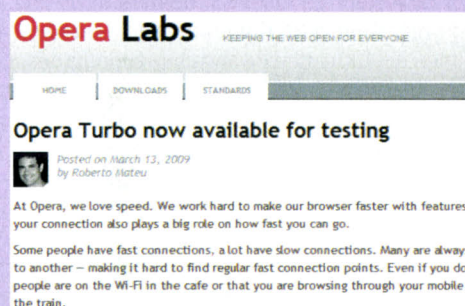 Opera Labs KEEPING THE WEB OPEN FOR EVERYONE
HOME DOWNLOADS STANDARDS
Opera Turbo now available for testing
Posted on March 13, 2009
by Roberto Mateu
At Opera, we love speed. We work hard to make our browser faster with features
your connection also plays a big role on how fast you can go.
Some people have fast connections, a lot have slow connections. Many are alway
to another — making it hard to find regular fast connection points. Even if you do
people are on the Wi-Fi in the cafe or that you are browsing through your mobile
the train.